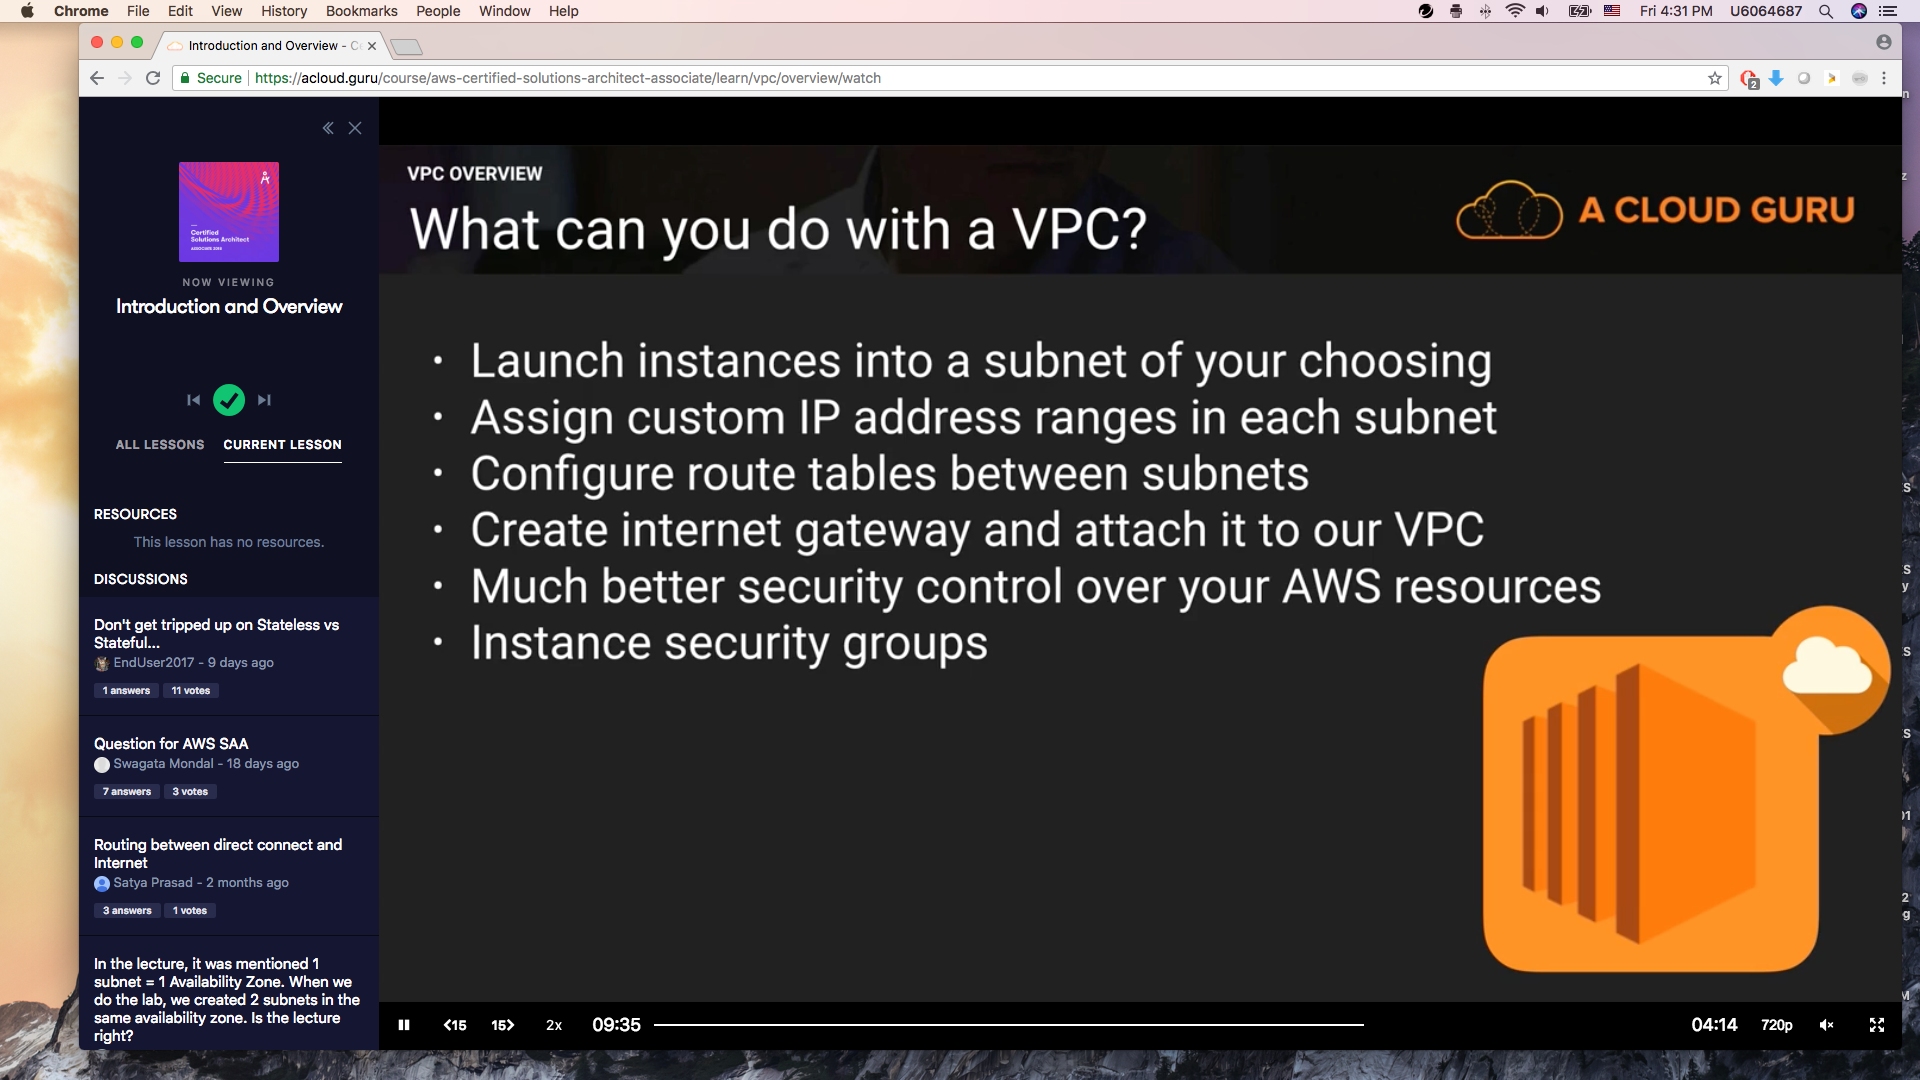 Chrome File Edit View History Bookmarks People Window Help
Fri 4:31 PM U6064687
Introduction and Overview - C
Secure https://acloud.guru/course/aws-certified-solutions-architect-associate/learn/vpc/overview/watch
2
Certified
Solutions Architect
NOW VIEWING
Introduction and Overview
ALL LESSONS CURRENT LESSON
RESOURCES
This lesson has no resources.
DISCUSSIONS
Don't get tripped up on Stateless vs
Stateful...
EndUser2017 - 9 days ago
1 answers 11 votes
Question for AWS SAA
Swagata Mondal - 18 days ago
7 answers 3 votes
Routing between direct connect and
Internet
Satya Prasad - 2 months ago
3 answers 1 votes
In the lecture, it was mentioned 1
subnet = 1 Availability Zone. When we
do the lab, we created 2 subnets in the
same availability zone. Is the lecture
right?
VPC OVERVIEW
What can you do with a VPC?
A CLOUD GURU
• Launch instances into a subnet of your choosing
• Assign custom IP address ranges in each subnet
• Configure route tables between subnets
• Create internet gateway and attach it to our VPC
• Much better security control over your AWS resources
• Instance security groups
15 15 2x 09:35 04:14 720p